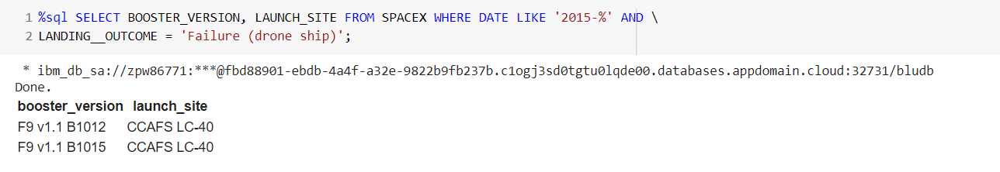 1 %sql SELECT BOOSTER_VERSION, LAUNCH_SITE FROM SPACEX WHERE DATE LIKE '2015-%' AND \
2 LANDING__OUTCOME = 'Failure (drone ship)';
* ibm_db_sa://zpw86771:***@fbd88901-ebdb-4a4f-a32e-9822b9fb237b.c1ogj3sd0tgtu0lqde00.databases.appdomain.cloud:32731/bludb
Done.
booster_version launch_site
F9 v1.1 B1012 CCAFS LC-40
F9 v1.1 B1015 CCAFS LC-40